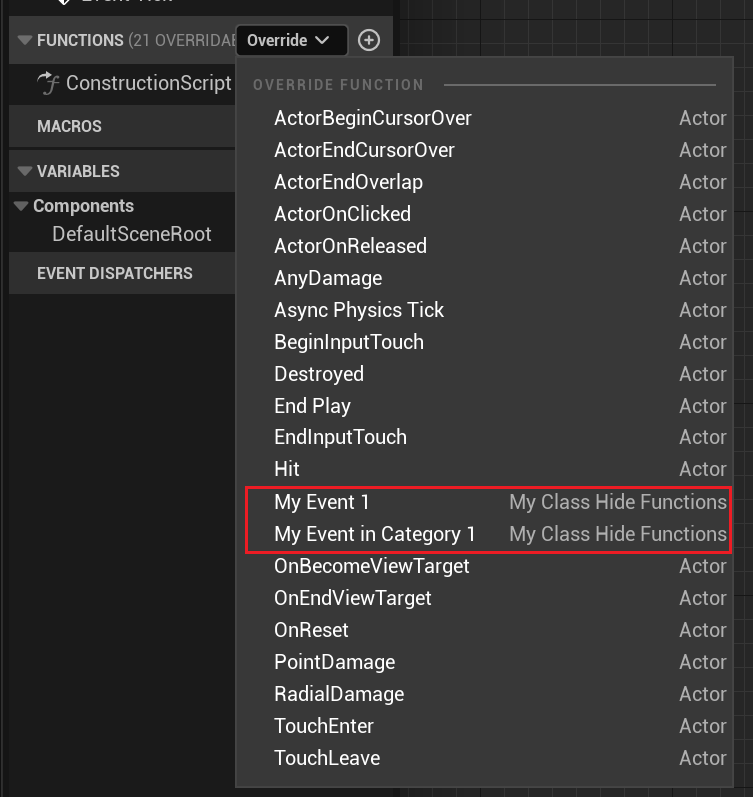 FUNCTIONS (21 OVERRIDA
Override
ConstructionScript
MACROS
VARIABLES
Components
DefaultSceneRoot
EVENT DISPATCHERS
OVERRIDE FUNCTION
ActorBeginCursorOver Actor
ActorEndCursorOver Actor
ActorEndOverlap Actor
ActorOnClicked Actor
ActorOnReleased Actor
AnyDamage Actor
Async Physics Tick Actor
BeginInputTouch Actor
Destroyed Actor
End Play Actor
EndInputTouch Actor
Hit Actor
My Event 1 My Class Hide Functions
My Event in Category 1 My Class Hide Functions
OnBecomeViewTarget Actor
OnEndViewTarget Actor
OnReset Actor
PointDamage Actor
RadialDamage Actor
TouchEnter Actor
TouchLeave Actor